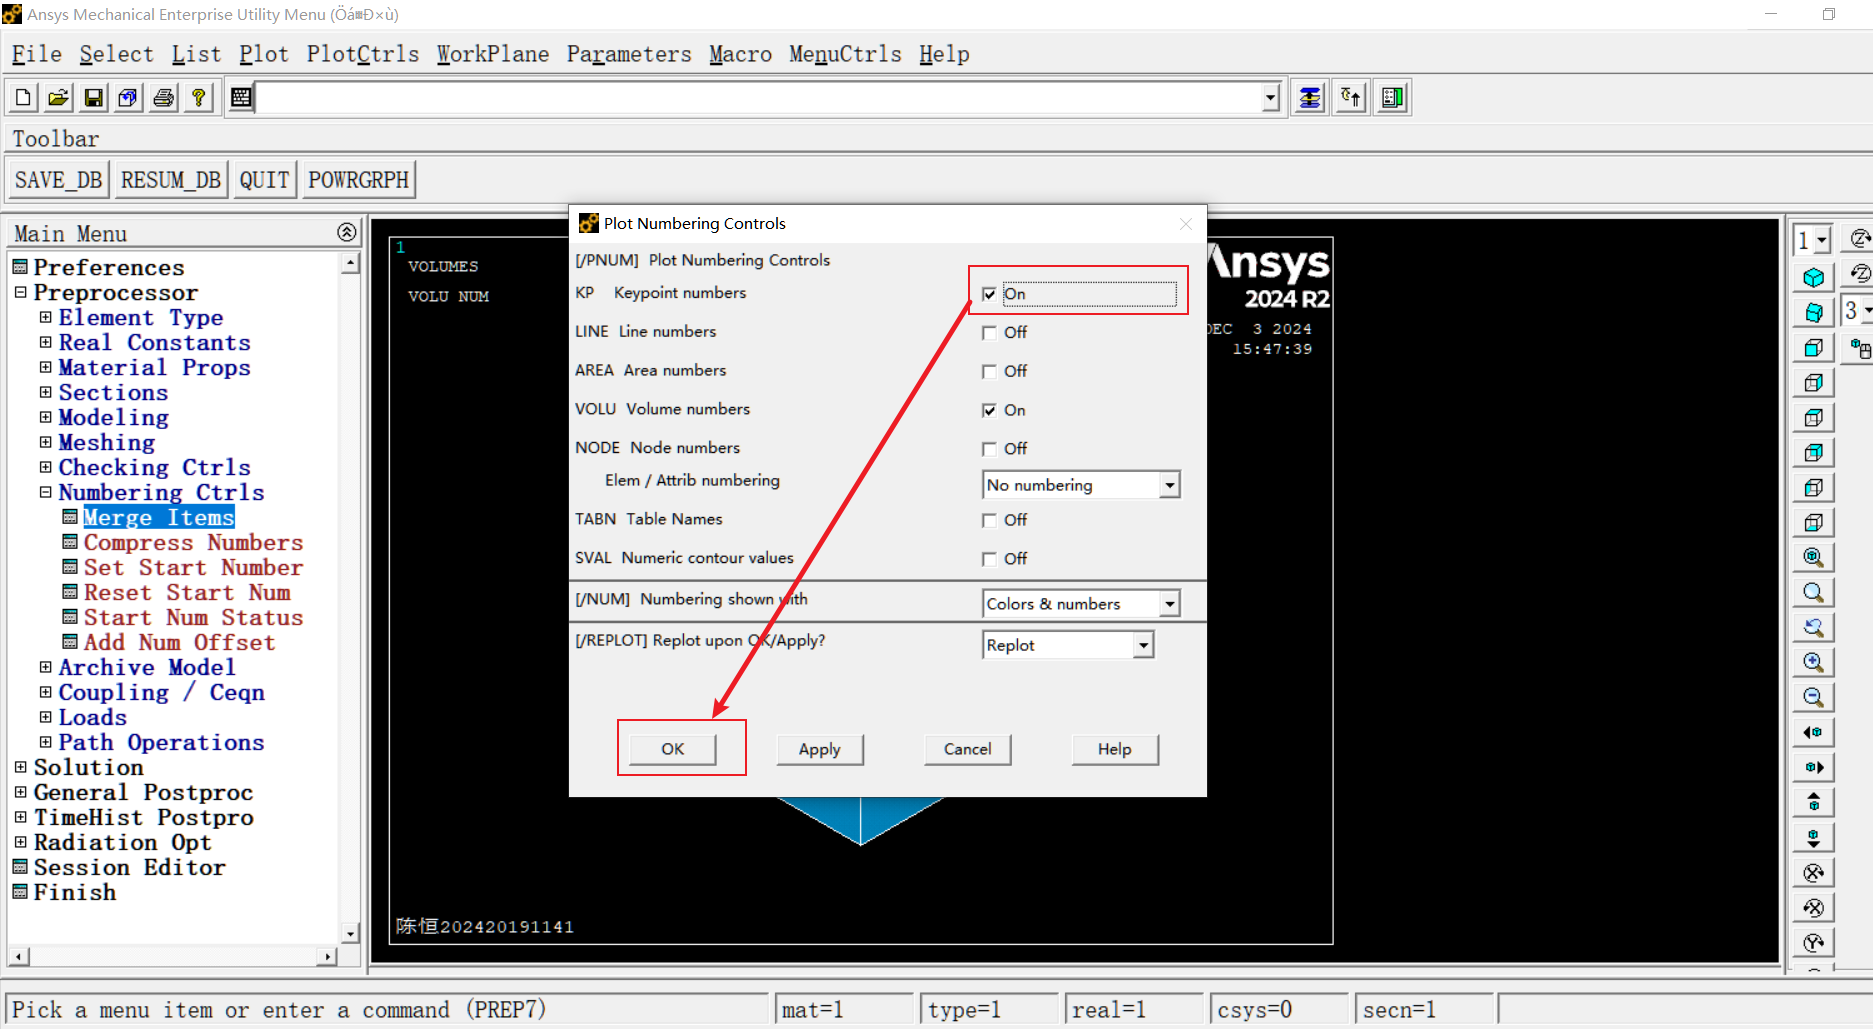 Ansys Mechanical Enterprise Utility Menu (Öá¤Ð×ù)
File Select List Plot PlotCtrls WorkPlane Parameters Macro MenuCtrls Help
Toolbar
SAVE_DB RESUM_DB QUIT POWRGRPH
Main Menu
Preferences
Preprocessor
Element Type
Real Constants
Material Props
Sections
Modeling
Meshing
Checking Ctrls
Numbering Ctrls
Merge Items
Compress Numbers
Set Start Number
Reset Start Num
Start Num Status
Add Num Offset
Archive Model
Coupling / Ceqn
Loads
Path Operations
Solution
General Postproc
TimeHist Postpro
Radiation Opt
Session Editor
Finish
1
VOLUMES
VOLU NUM
Ansys
2024 R2
DEC 3 2024
15:47:39
Plot Numbering Controls
[/PNUM] Plot Numbering Controls
KP Keypoint numbers On
LINE Line numbers Off
AREA Area numbers Off
VOLU Volume numbers On
NODE Node numbers Off
Elem / Attrib numbering No numbering
TABN Table Names Off
SVAL Numeric contour values Off
[/NUM] Numbering shown with Colors & numbers
[/REPLOT] Replot upon OK/Apply? Replot
OK Apply Cancel Help
陈恒202420191141
1
3
Pick a menu item or enter a command (PREP7) mat=1 type=1 real=1 csys=0 secn=1